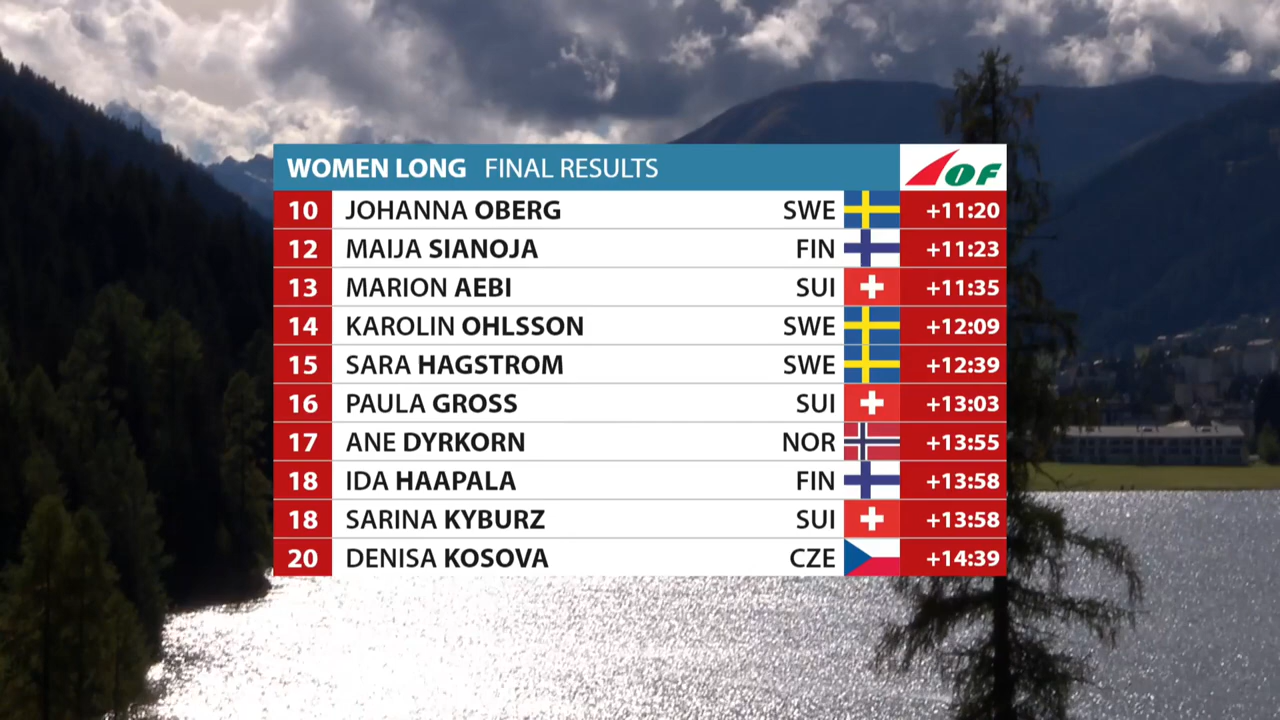 WOMEN LONG FINAL RESULTS IOF
10 JOHANNA OBERG SWE +11:20
12 MAIJA SIANOJA FIN +11:23
13 MARION AEBI SUI +11:35
14 KAROLIN OHLSSON SWE +12:09
15 SARA HAGSTROM SWE +12:39
16 PAULA GROSS SUI +13:03
17 ANE DYRKORN NOR +13:55
18 IDA HAAPALA FIN +13:58
18 SARINA KYBURZ SUI +13:58
20 DENISA KOSOVA CZE +14:39